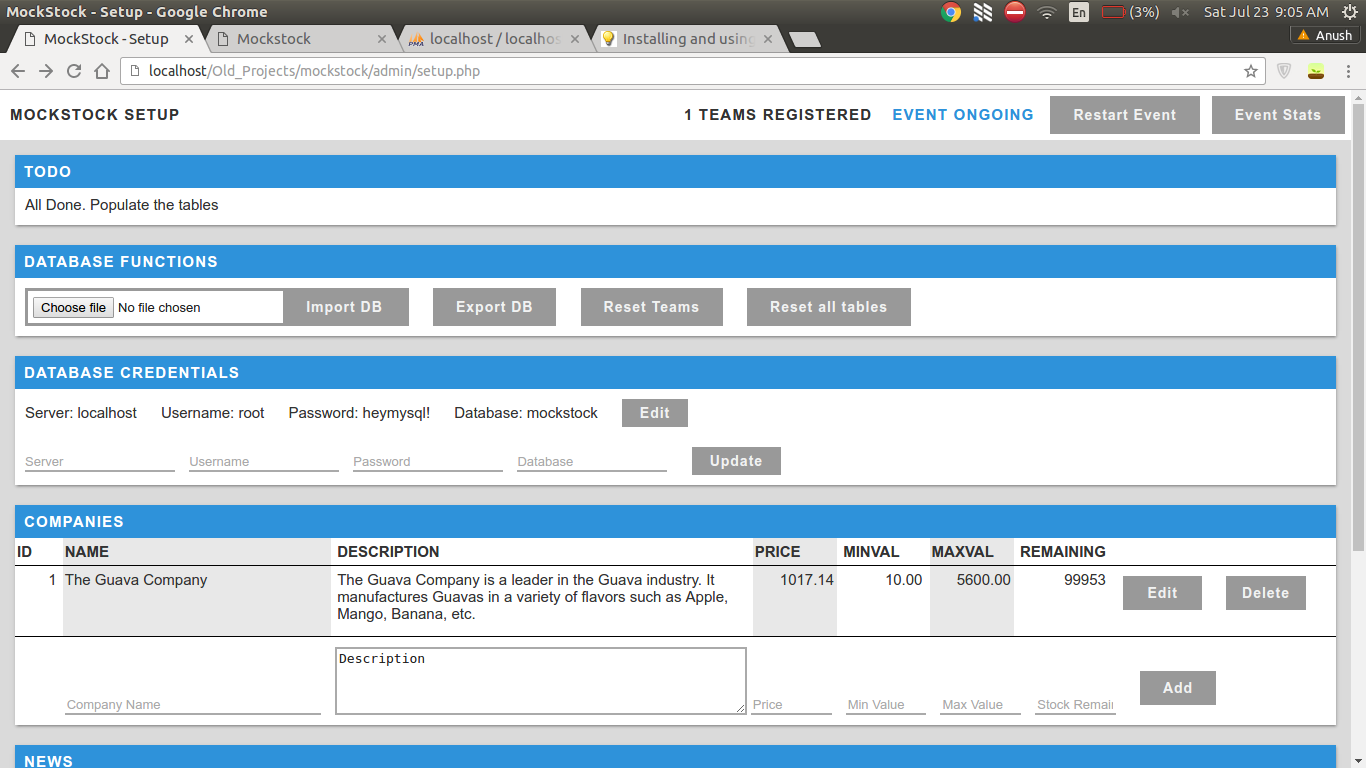 MockStock - Setup - Google Chrome
En (3%) Sat Jul 23 9:05 AM
MockStock - Setup × Mockstock × localhost / localhos × Installing and using × Anush
localhost/Old_Projects/mockstock/admin/setup.php
MOCKSTOCK SETUP 1 TEAMS REGISTERED EVENT ONGOING Restart Event Event Stats
TODO
All Done. Populate the tables
DATABASE FUNCTIONS
Choose file No file chosen Import DB Export DB Reset Teams Reset all tables
DATABASE CREDENTIALS
Server: localhost Username: root Password: heymysql! Database: mockstock Edit
Server Username Password Database Update
COMPANIES
ID NAME DESCRIPTION PRICE MINVAL MAXVAL REMAINING
1 The Guava Company The Guava Company is a leader in the Guava industry. It 1017.14 10.00 5600.00 99953 Edit Delete
manufactures Guavas in a variety of flavors such as Apple,
Mango, Banana, etc.
Description
Company Name Price Min Value Max Value Stock Remain Add
NEWS